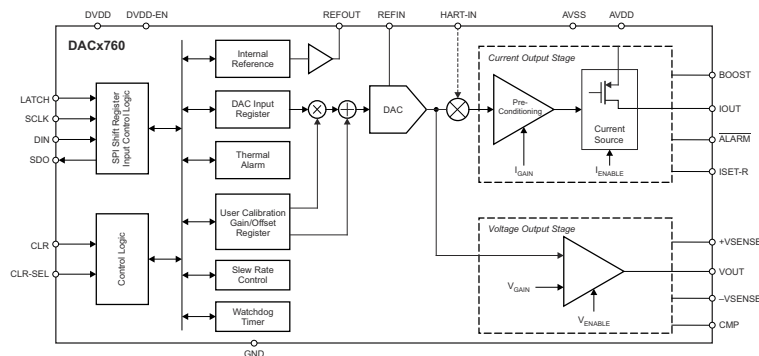 DVDD
DVDD-EN
REFOUT
REFIN
HART-IN
AVSS
AVDD
DACx760
LATCH
SCLK
DIN
SDO
SPI Shift Register
Input Control Logic
CLR
CLR-SEL
Control Logic
Internal
Reference
DAC Input
Register
Thermal
Alarm
User Calibration
Gain/Offset
Register
Slew Rate
Control
Watchdog
Timer
DAC
Current Output Stage
Pre-
Conditioning
Current
Source
IGAIN
IENABLE
BOOST
IOUT
ALARM
ISET-R
Voltage Output Stage
VGAIN
VENABLE
+VSENSE
VOUT
–VSENSE
CMP
GND